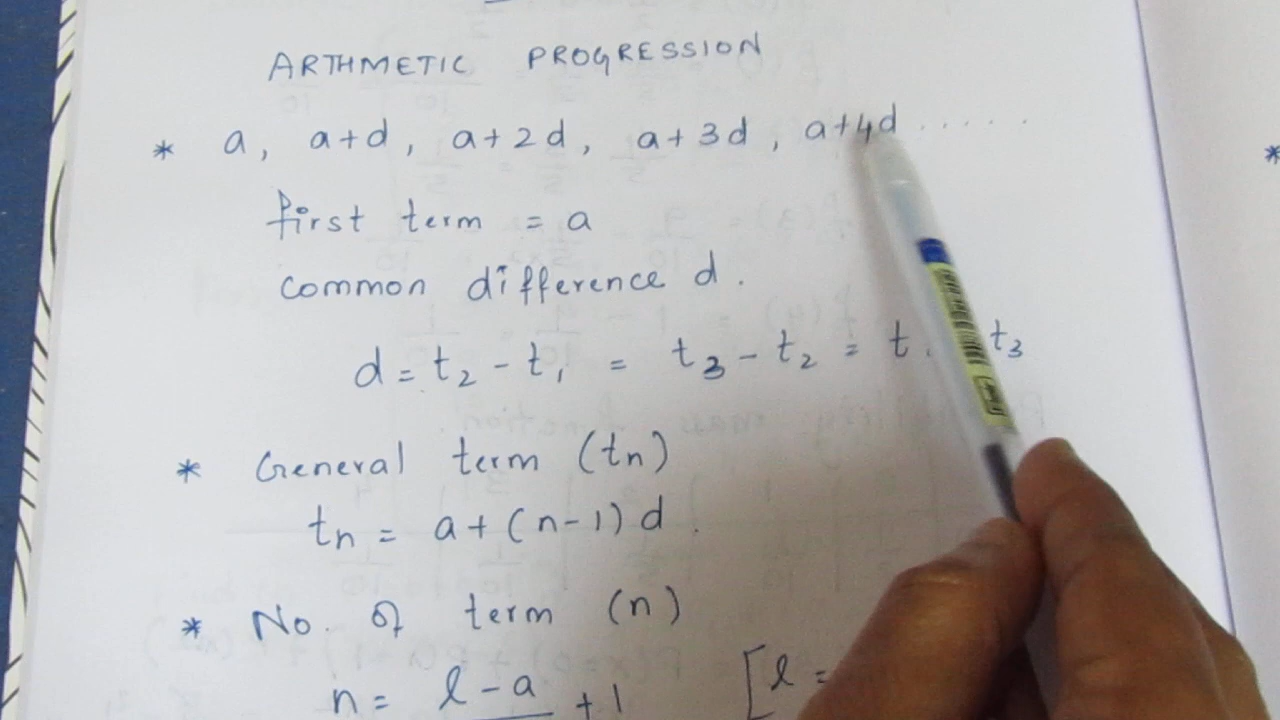 ARTHMETIC PROGRESSION
* a, a+d, a+2d, a+3d, a+4d .....
first term = a
common difference d.
d = t₂ - t₁ = t₃ - t₂ = t t₃
* General term (tn)
tn = a+(n-1)d.
* No. of term (n)
n = l-a +1 [l =